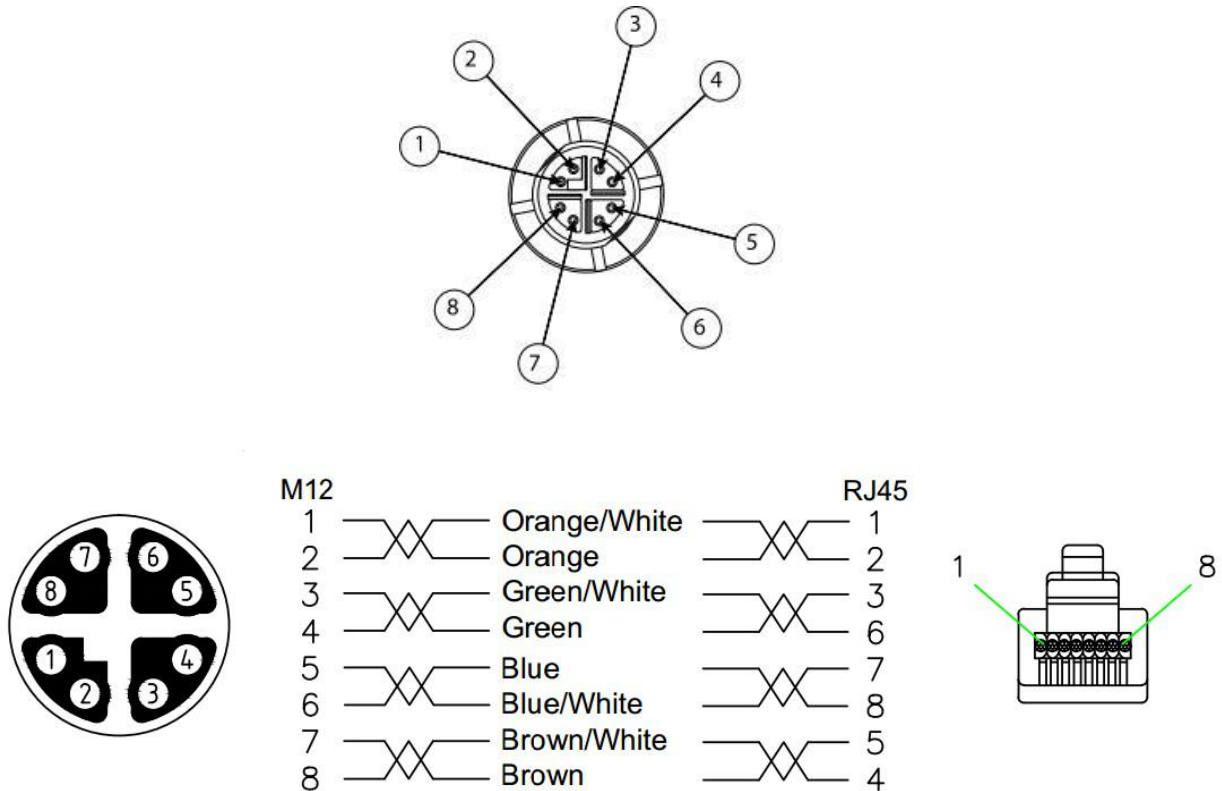 3
2
4
1
5
8
6
7
M12 RJ45
1 Orange/White 1
2 Orange 2
3 Green/White 3
4 Green 6
5 Blue 7
6 Blue/White 8
7 Brown/White 5
8 Brown 4
7 6
8 5
1 4
2 3
1 8